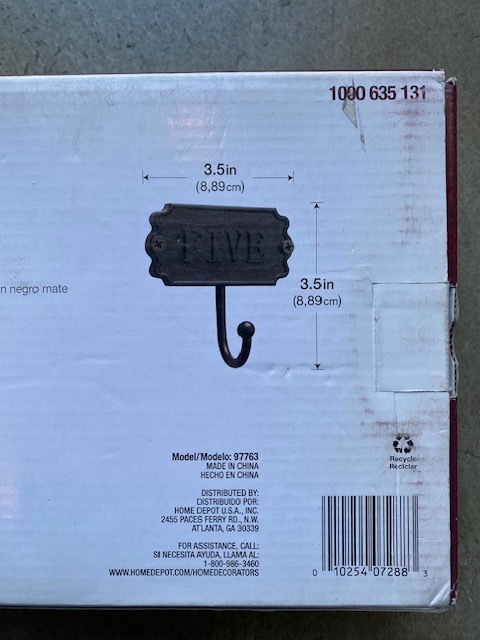 1000 635 131
3.5in
(8,89cm)
FIVE
3.5in
(8,89cm)
n negro mate
Model/Modelo: 97763
MADE IN CHINA
HECHO EN CHINA
Recycle
Reciclar
DISTRIBUTED BY:
DISTRIBUIDO POR:
HOME DEPOT U.S.A., INC.
2455 PACES FERRY RD., N.W.
ATLANTA, GA 30339
FOR ASSISTANCE, CALL:
SI NECESITA AYUDA, LLAMA AL:
1-800-986-3460
WWW.HOMEDEPOT.COM/HOMEDECORATORS
0 10254 07288 3